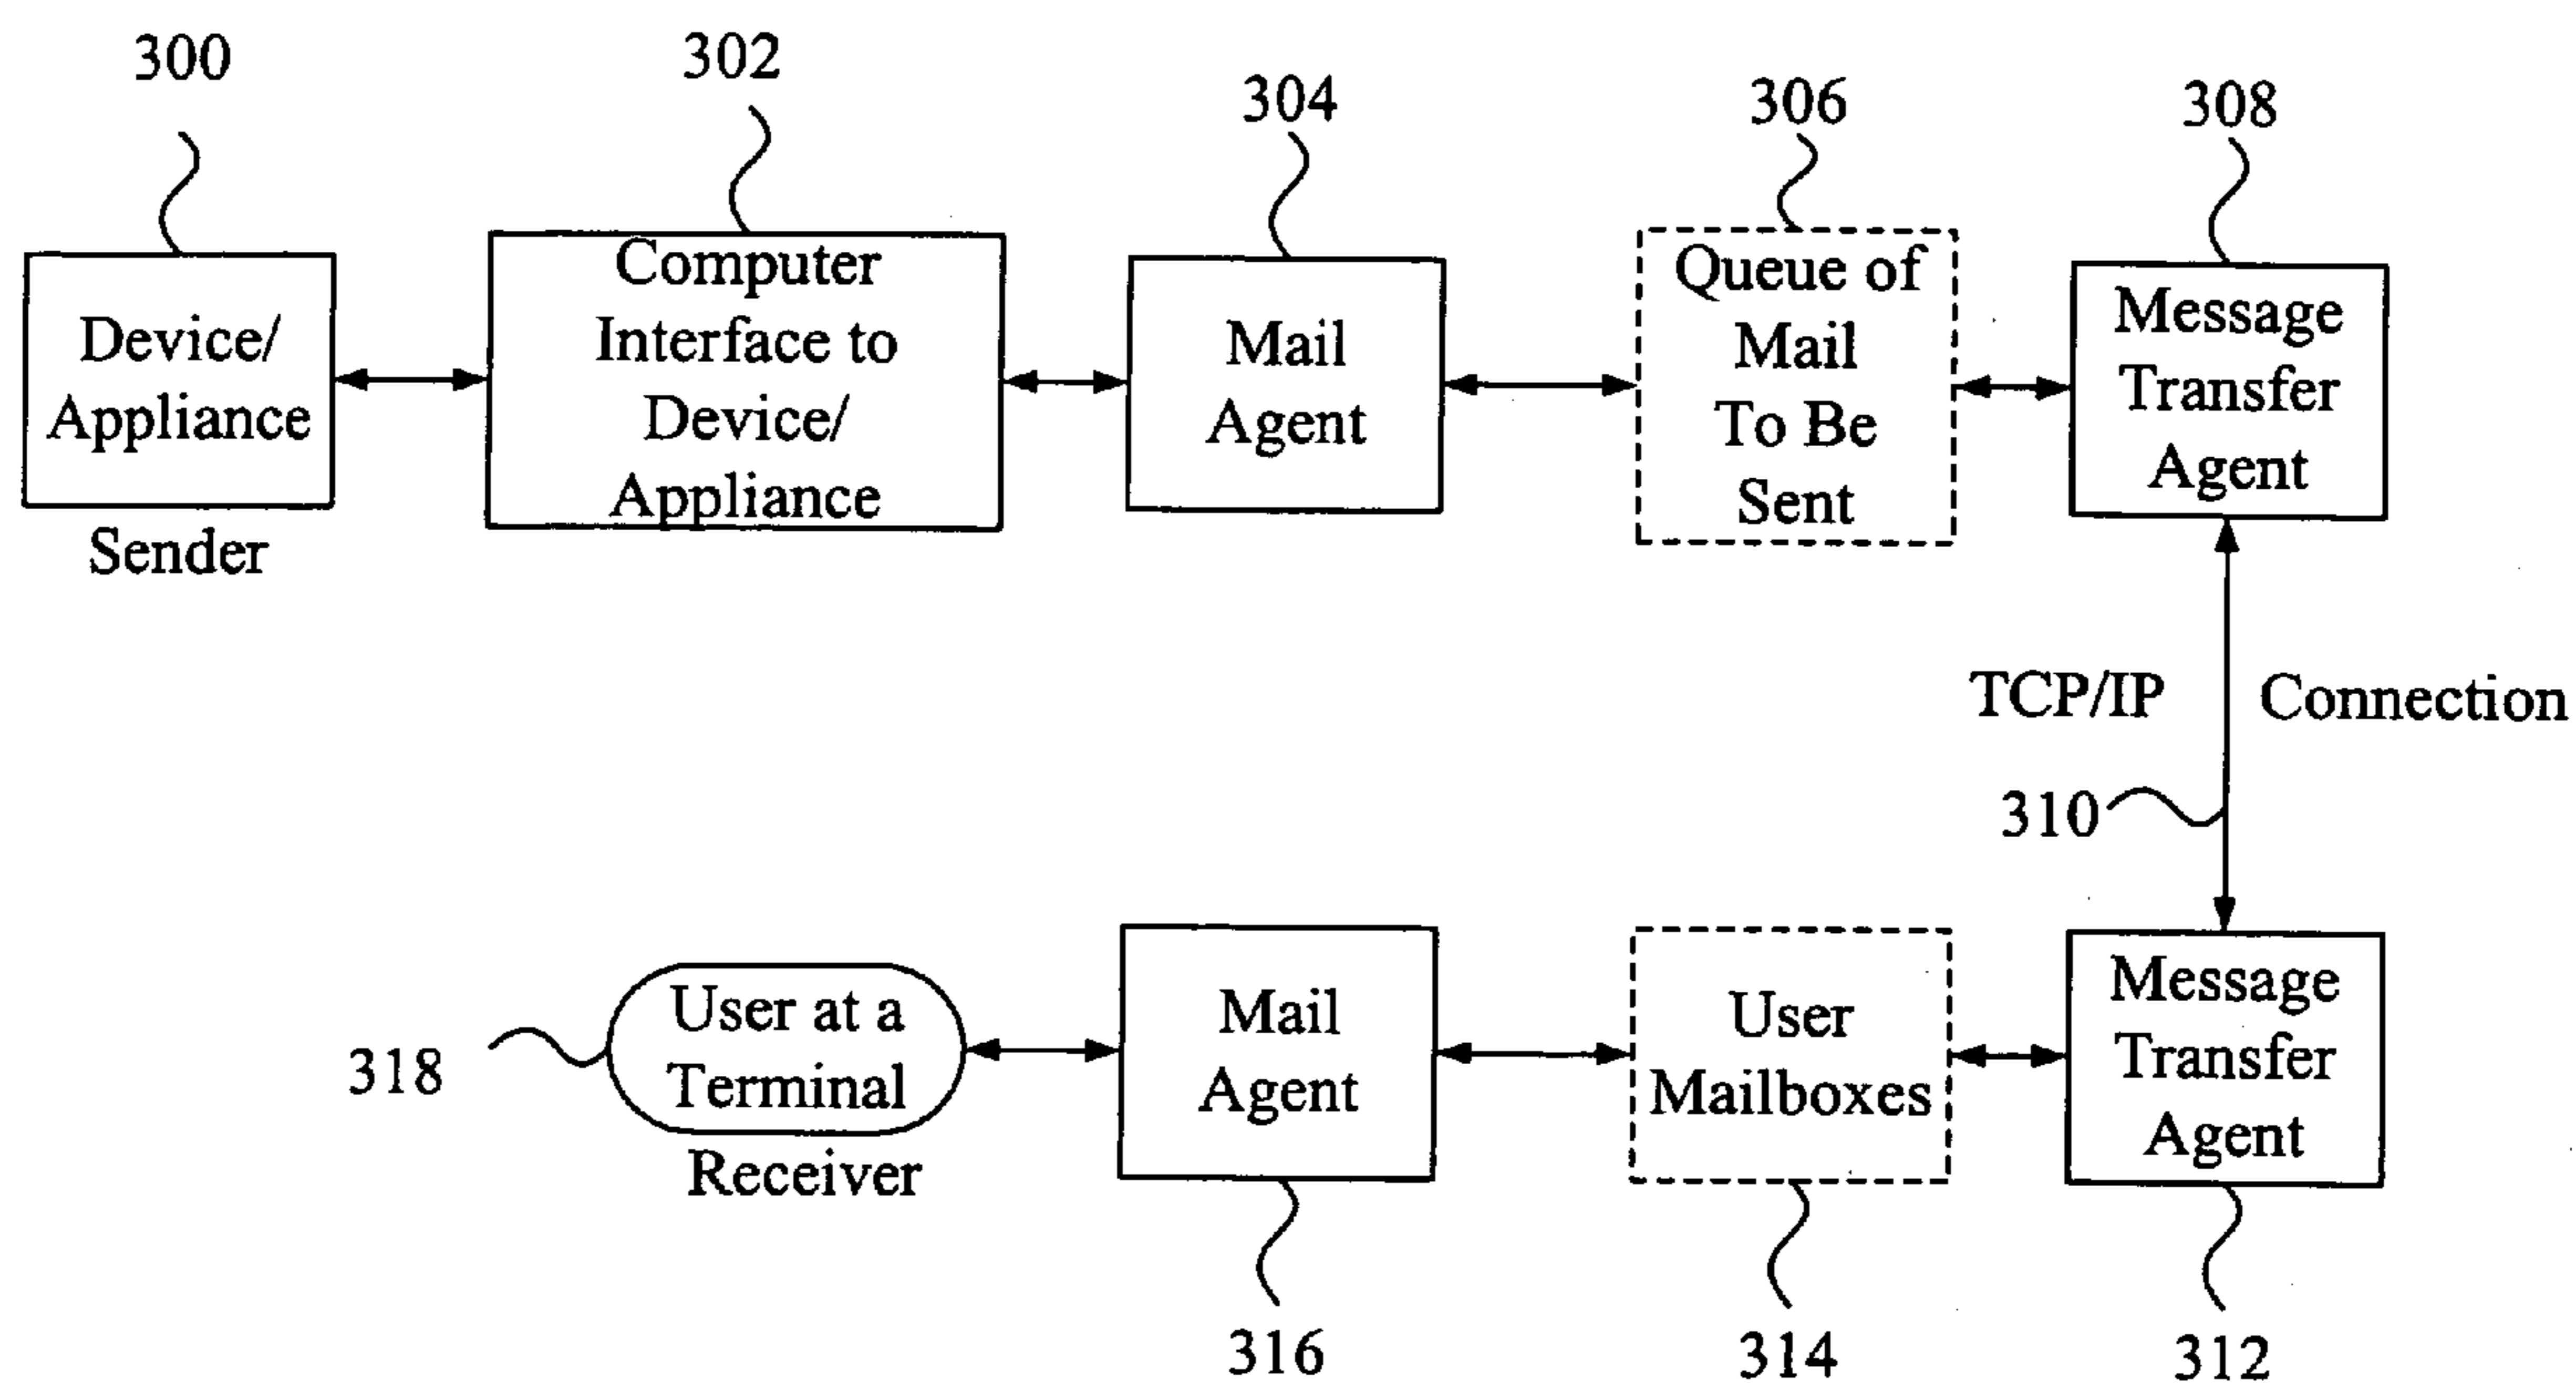 300
302
304
306
308
Device/
Appliance
Sender
Computer
Interface to
Device/
Appliance
Mail
Agent
Queue of
Mail
To Be
Sent
Message
Transfer
Agent
TCP/IP Connection
310
318
User at a
Terminal
Receiver
Mail
Agent
User
Mailboxes
Message
Transfer
Agent
316
314
312